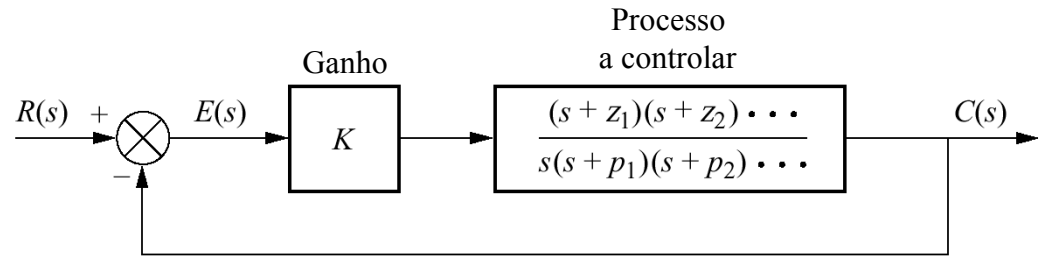 Processo
a controlar
Ganho
R(s) + E(s) K (s + z₁)(s + z₂) • • • C(s)
s(s + p₁)(s + p₂) • • •
−